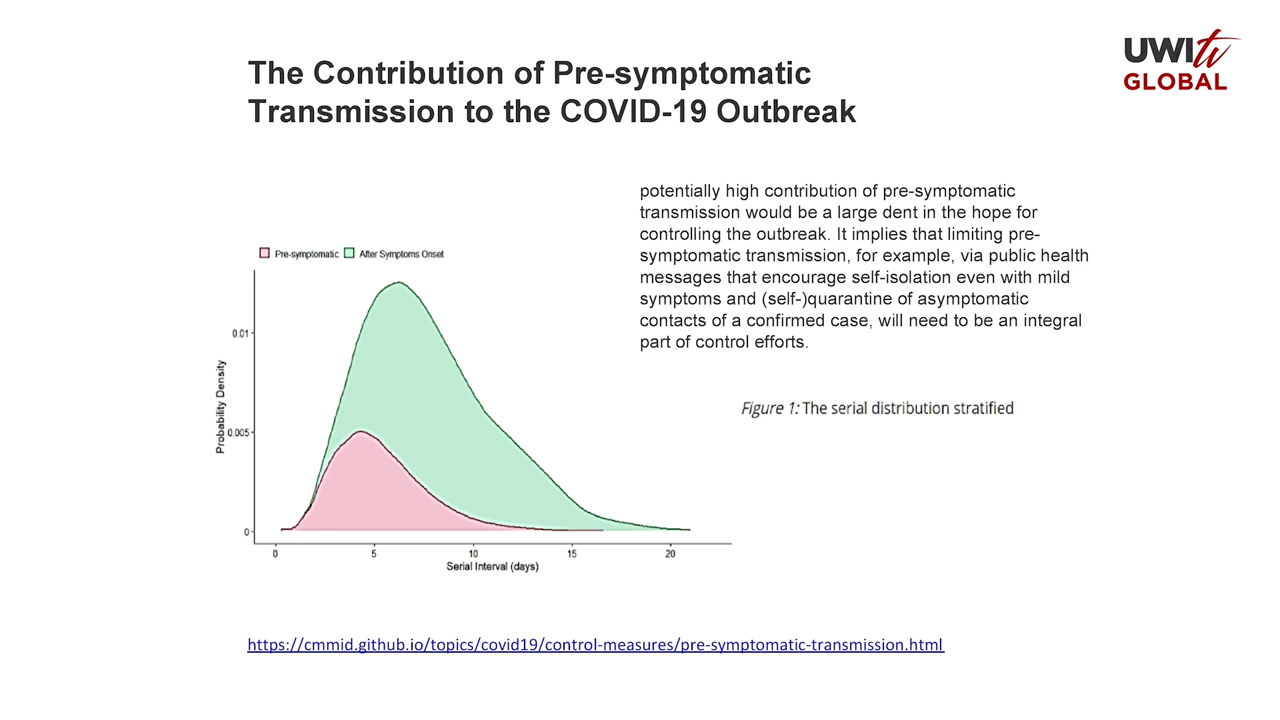 The Contribution of Pre-symptomatic
Transmission to the COVID-19 Outbreak
UWItv
GLOBAL
potentially high contribution of pre-symptomatic
transmission would be a large dent in the hope for
controlling the outbreak. It implies that limiting pre-
symptomatic transmission, for example, via public health
messages that encourage self-isolation even with mild
symptoms and (self-)quarantine of asymptomatic
contacts of a confirmed case, will need to be an integral
part of control efforts.
Pre-symptomatic After Symptoms Onset
Probability Density
0.01
0.005
0
0 5 10 15 20
Serial Interval (days)
Figure 1: The serial distribution stratified
https://cmmid.github.io/topics/covid19/control-measures/pre-symptomatic-transmission.html